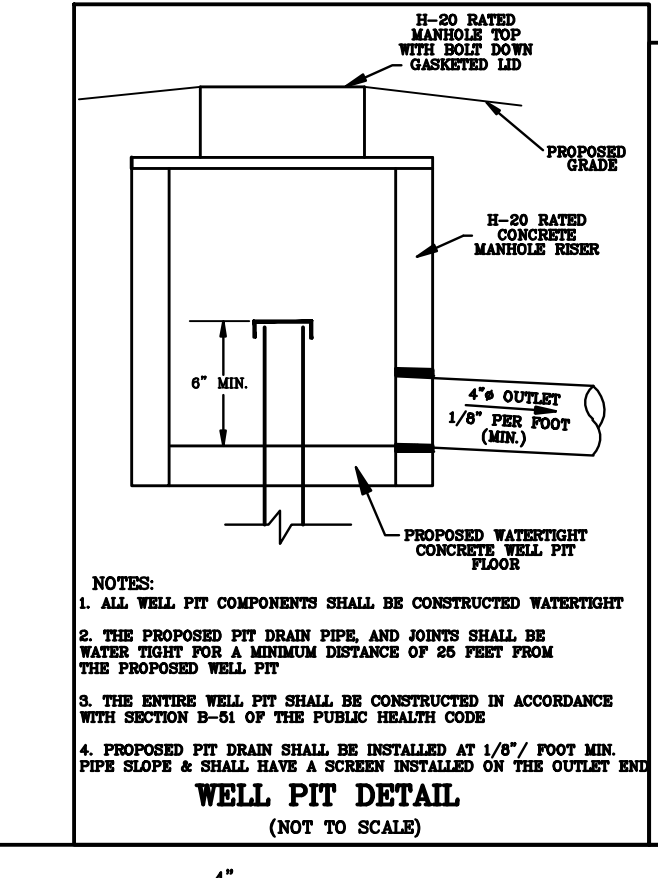 H-20 RATED
MANHOLE TOP
WITH BOLT DOWN
GASKETED LID
PROPOSED
GRADE
H-20 RATED
CONCRETE
MANHOLE RISER
6" MIN.
4"ø OUTLET
1/8" PER FOOT
(MIN.)
PROPOSED WATERTIGHT
CONCRETE WELL PIT
FLOOR
NOTES:
1. ALL WELL PIT COMPONENTS SHALL BE CONSTRUCTED WATERTIGHT
2. THE PROPOSED PIT DRAIN PIPE, AND JOINTS SHALL BE
WATER TIGHT FOR A MINIMUM DISTANCE OF 25 FEET FROM
THE PROPOSED WELL PIT
3. THE ENTIRE WELL PIT SHALL BE CONSTRUCTED IN ACCORDANCE
WITH SECTION B-51 OF THE PUBLIC HEALTH CODE
4. PROPOSED PIT DRAIN SHALL BE INSTALLED AT 1/8"/ FOOT MIN.
PIPE SLOPE & SHALL HAVE A SCREEN INSTALLED ON THE OUTLET END
WELL PIT DETAIL
(NOT TO SCALE)
4"